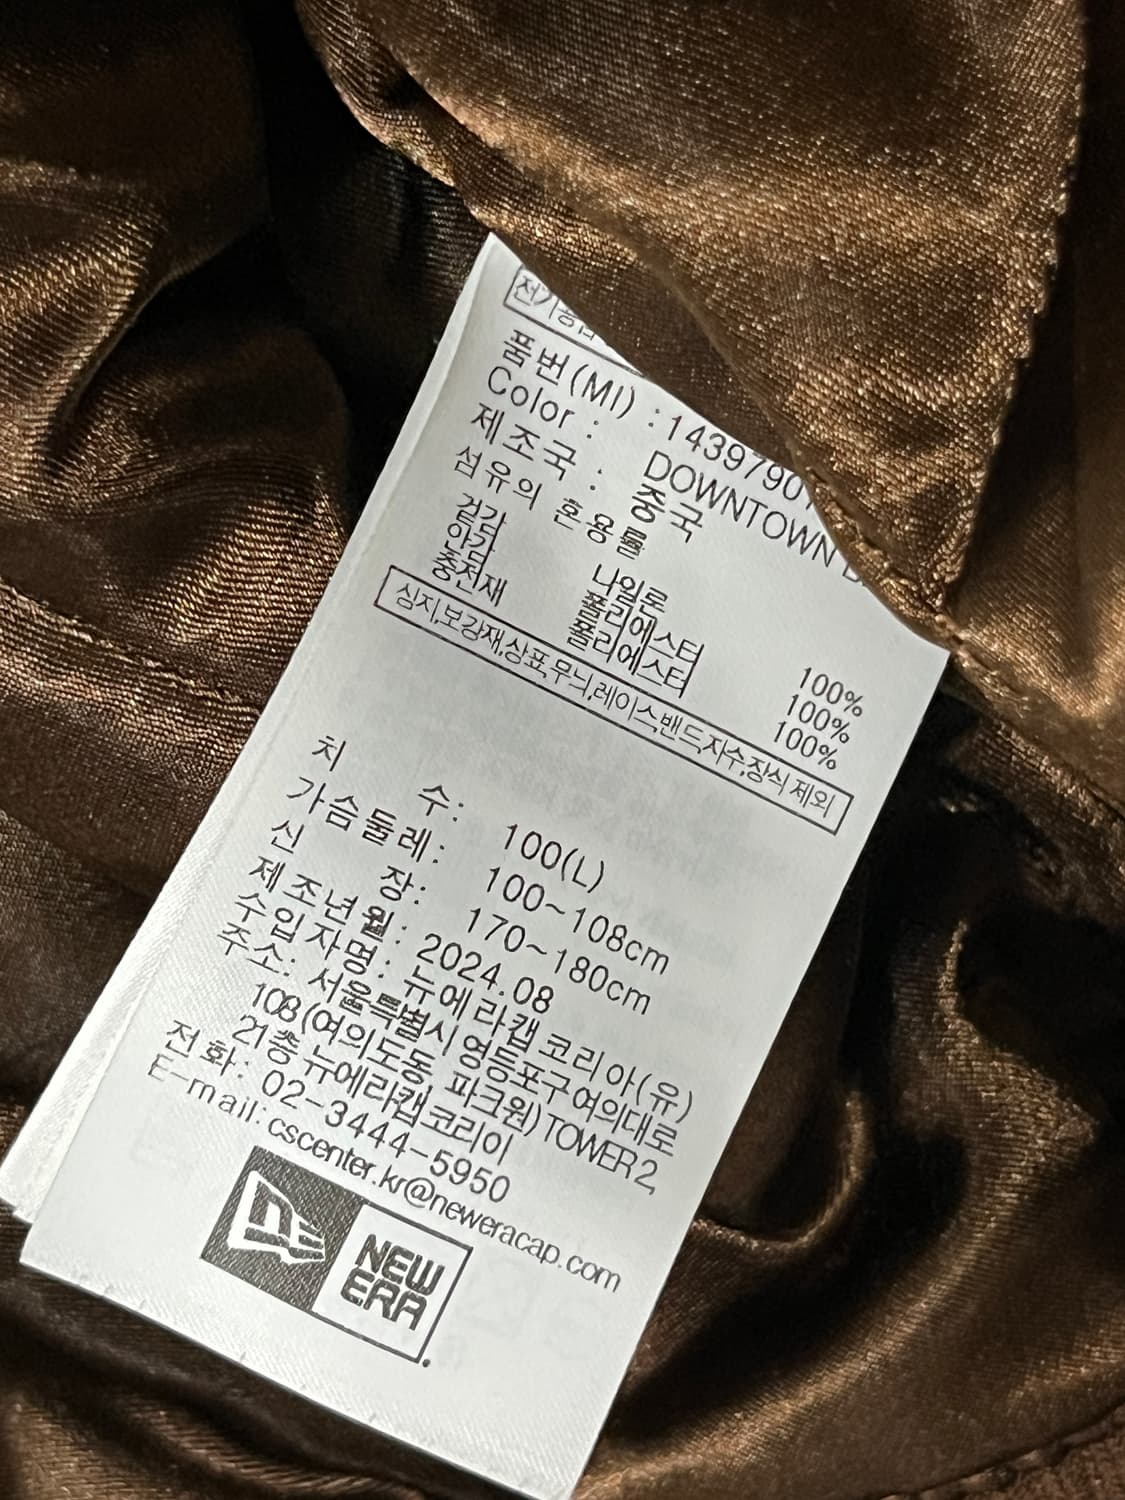 품번(MI) :
Color : DOWNTOWN
제조국 : 중국
섬유의 혼용률
겉감 나일론 100%
안감 폴리에스터 100%
충전재 폴리에스터 100%
심지,보강재,상표,무늬,레이스밴드,자수,장식 제외
치 수: 100(L)
가슴둘레: 100~108cm
신 장: 170~180cm
제조년월: 2024.08
수입자명: 뉴에라캡 코리아(유)
주소: 서울특별시 영등포구 여의대로
108(여의도동 파크원) TOWER 2,
21층 뉴에라캡코리아
전화: 02-3444-5950
E-mail: cscenter.kr@neweracap.com
NE
NEW
ERA